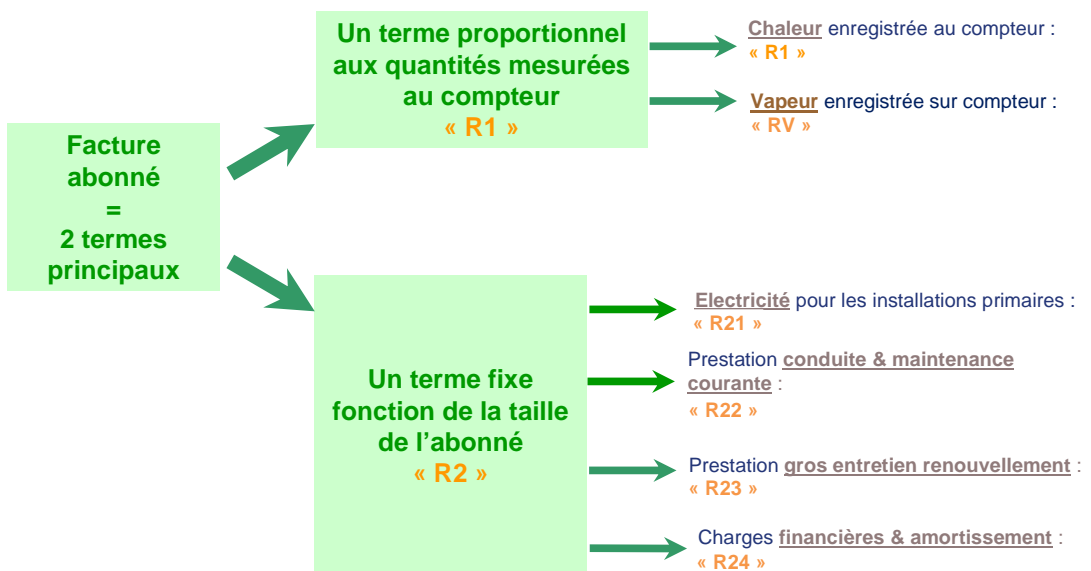 Facture
abonné
=
2 termes
principaux
Un terme proportionnel
aux quantités mesurées
au compteur
« R1 »
Chaleur enregistrée au compteur :
« R1 »
Vapeur enregistrée sur compteur :
« RV »
Un terme fixe
fonction de la taille
de l’abonné
« R2 »
Electricité pour les installations primaires :
« R21 »
Prestation conduite & maintenance
courante :
« R22 »
Prestation gros entretien renouvellement :
« R23 »
Charges financières & amortissement :
« R24 »